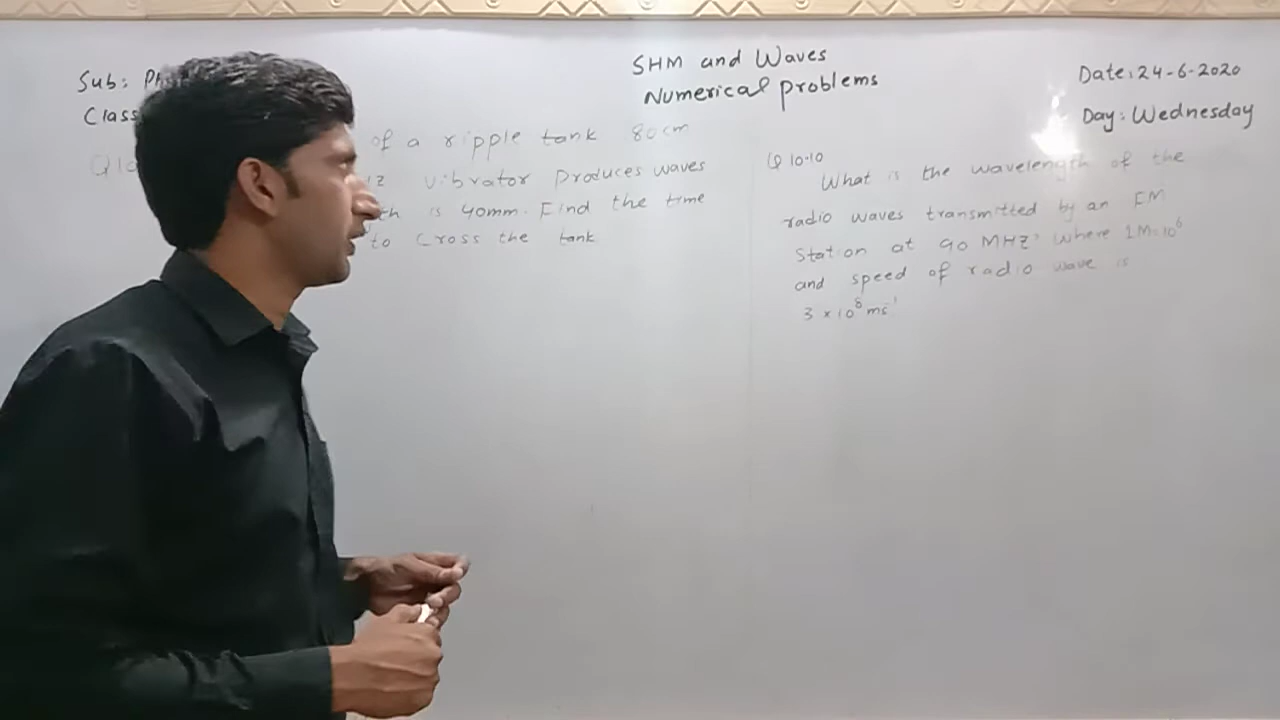 SHM and Waves
Numerical problems
Sub: Ph
Class
Date: 24-6-2020
Day: Wednesday
Q10
of a ripple tank 80cm
vibrator produces waves
th is 40mm. Find the time
to cross the tank
Q 10.10
What is the wavelength of the
radio waves transmitted by an FM
Station at 90 MHz? where 1M=10⁶
and speed of radio wave is
3 × 10⁸ ms⁻¹